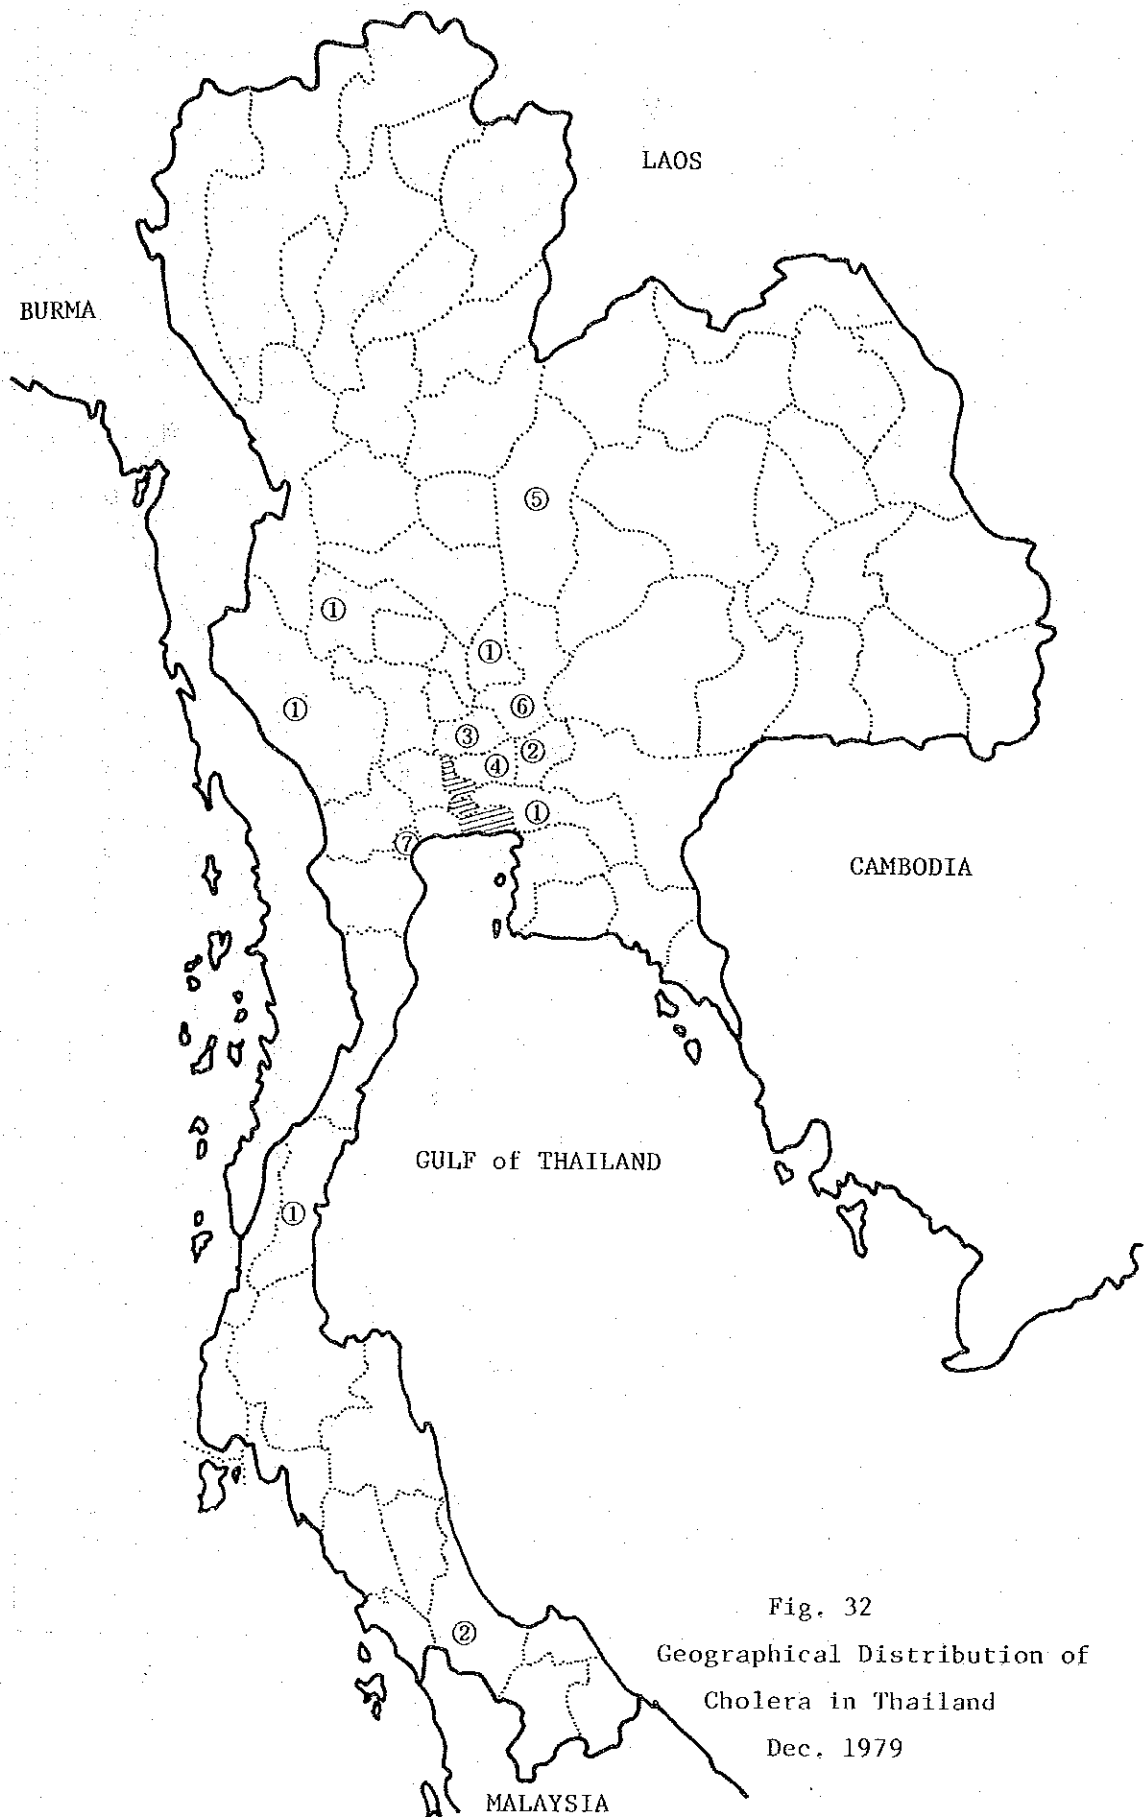 LAOS
BURMA
⑤
①
①
⑥
①
③
②
④
①
⑦
CAMBODIA
GULF of THAILAND
①
Fig. 32
②
Geographical Distribution of
Cholera in Thailand
Dec. 1979
MALAYSIA